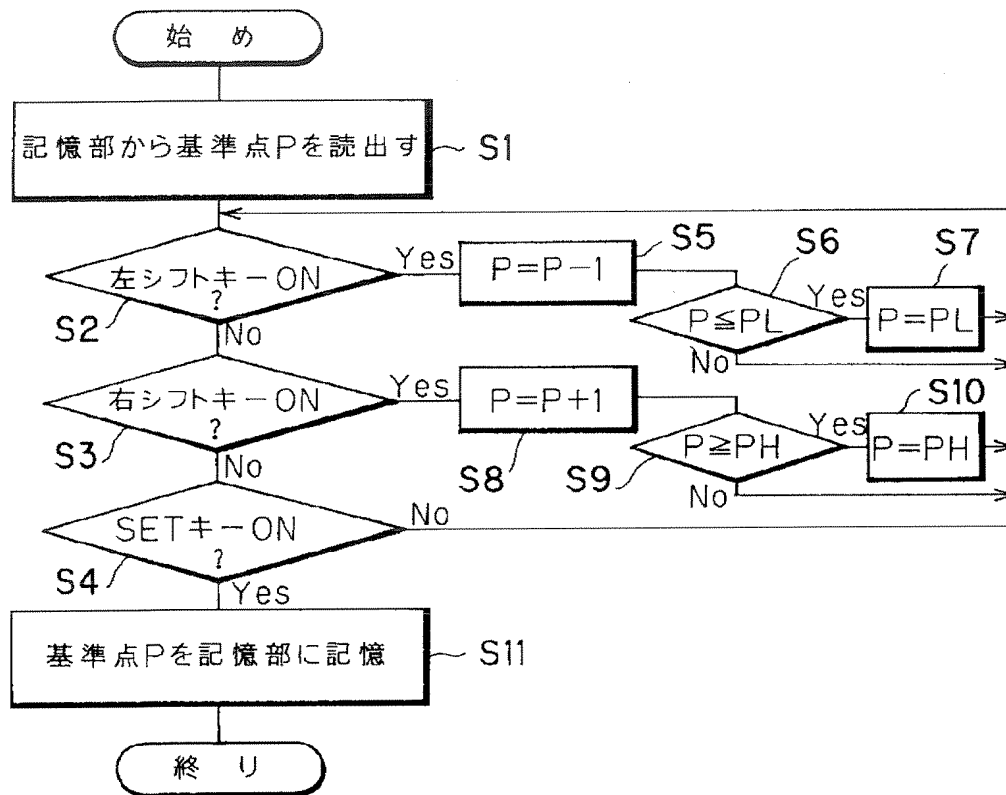 始め
記憶部から基準点Pを読出す
S1
左シフトキーON
?
S2
Yes
No
P=P-1
S5
P≦PL
S6
Yes
No
P=PL
S7
右シフトキーON
?
S3
Yes
No
P=P+1
S8
P≧PH
S9
Yes
No
P=PH
S10
SETキーON
?
S4
No
Yes
基準点Pを記憶部に記憶
S11
終り